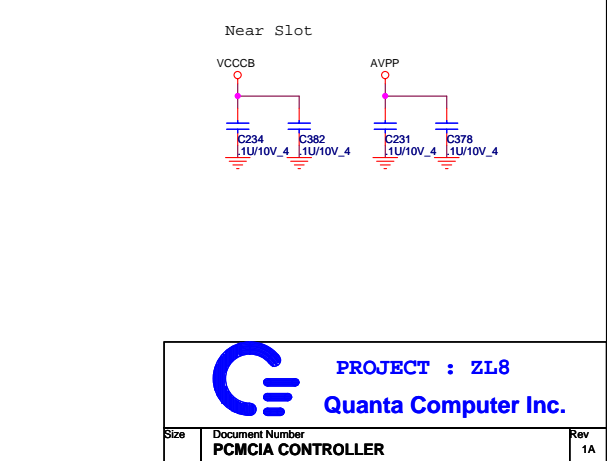 Near Slot
VCCCB
AVPP
C234
C382
C231
C378
.1U/10V_4
.1U/10V_4
.1U/10V_4
.1U/10V_4
PROJECT : ZL8
Quanta Computer Inc.
Size
Document Number
Rev
PCMCIA CONTROLLER
1A